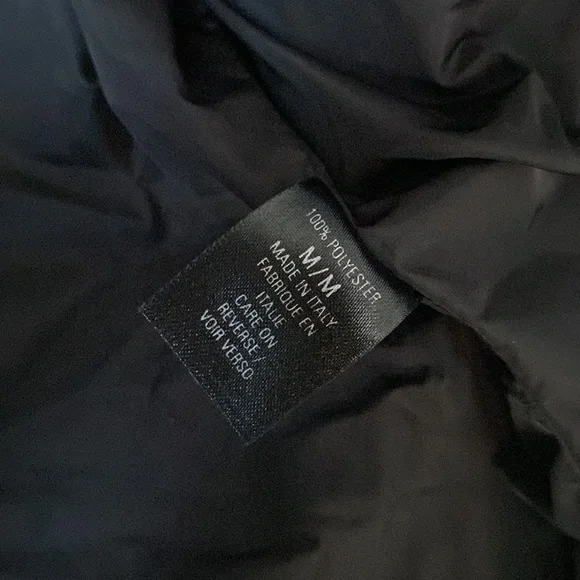 100% POLYESTER
M/M
MADE IN ITALY
FABRIQUE EN
ITALIE
CARE ON
REVERSE/
VOIR VERSO